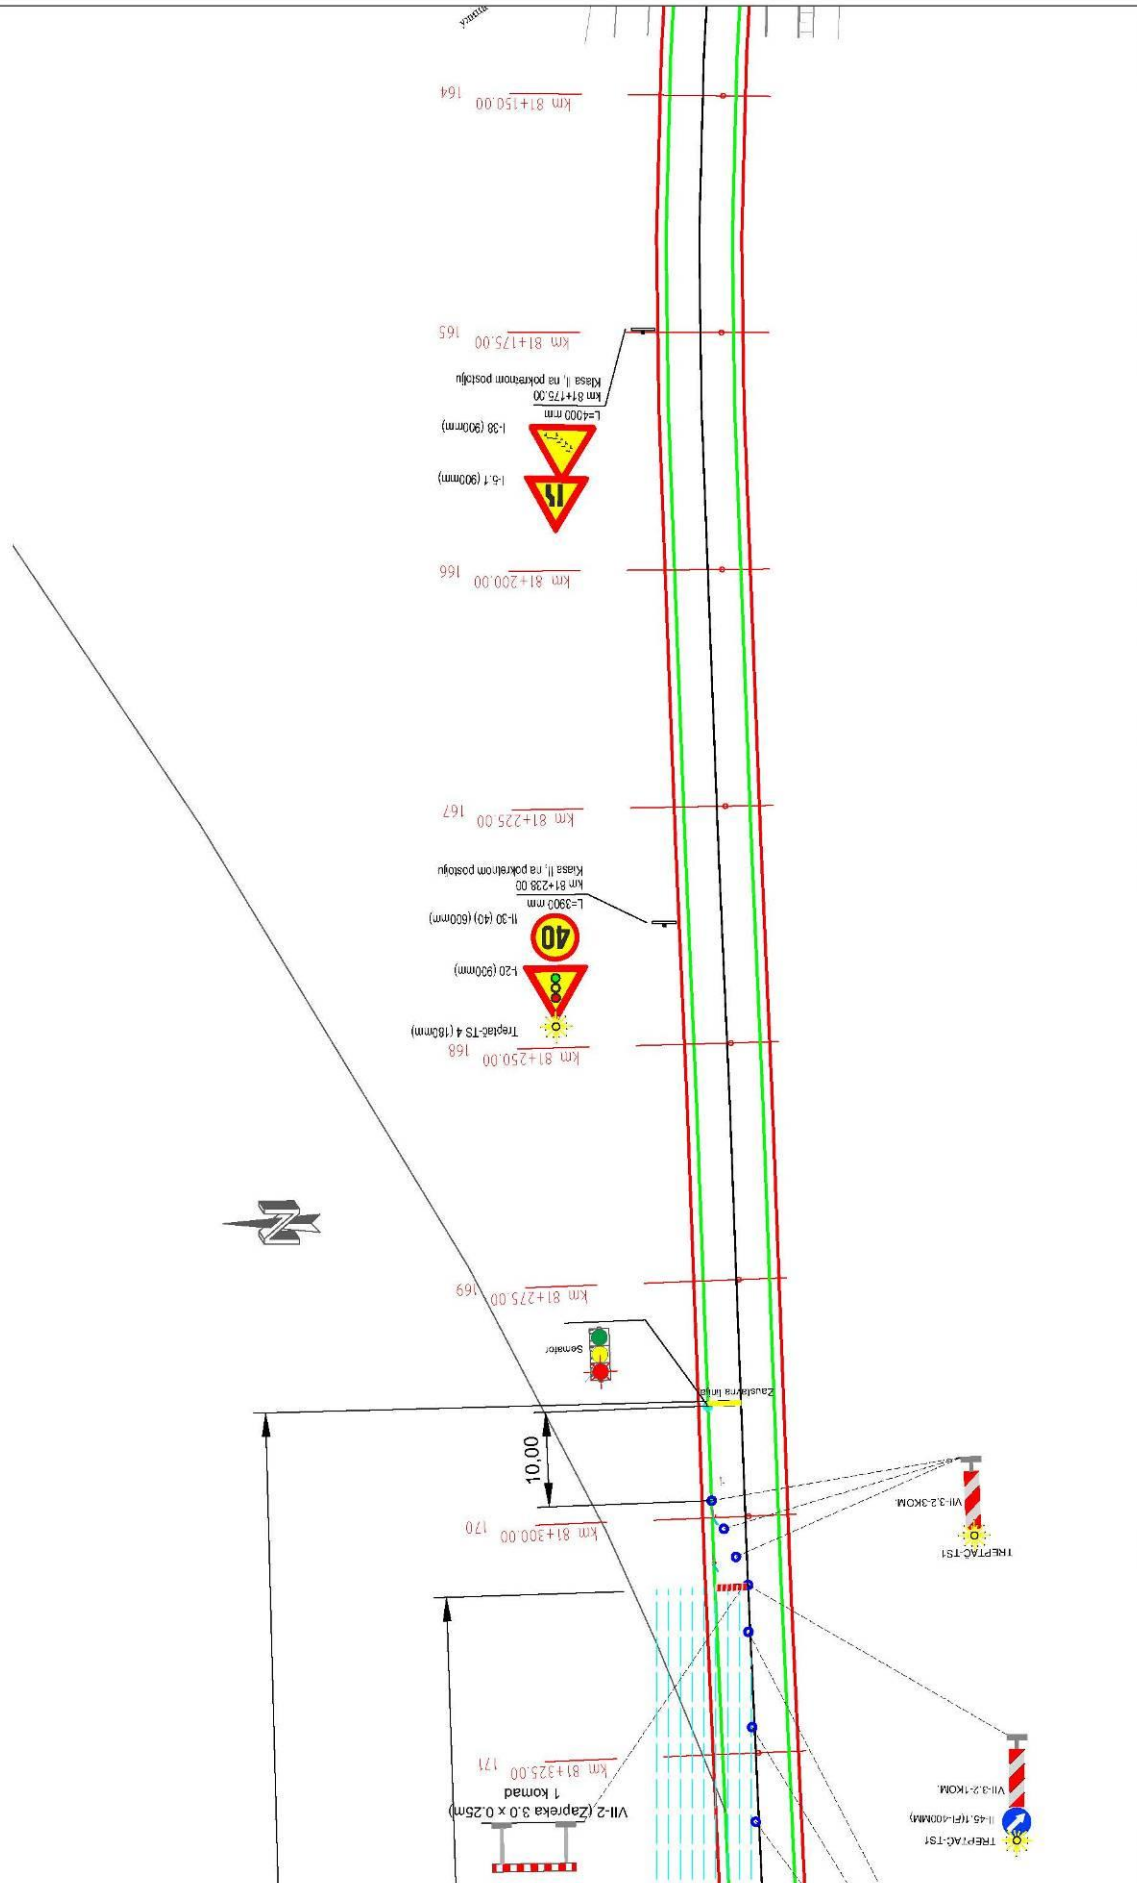 164
km 81+150.00
165
km 81+175.00
Klasa II, na pokretnom postolju
km 81+175.00
L=4000 mm
I-38 (900mm)
I-5.1 (900mm)
166
km 81+200.00
167
km 81+225.00
Klasa II, na pokretnom postolju
km 81+238.00
L=3900 mm
II-30 (40) (600mm)
40
I-20 (900mm)
Treptač-TS 4 (180mm)
168
km 81+250.00
N
169
km 81+275.00
Semafor
Zaustavna linija
10,00
1
VII-3.2-3KOM.
TREPTAČ-TS1
170
km 81+300.00
171
km 81+325.00
1 komad
VII-2 (Zapreka 3.0 x 0.25m)
VII-3.2-1KOM.
II-45.1(FI-400MM)
TREPTAČ-TS1